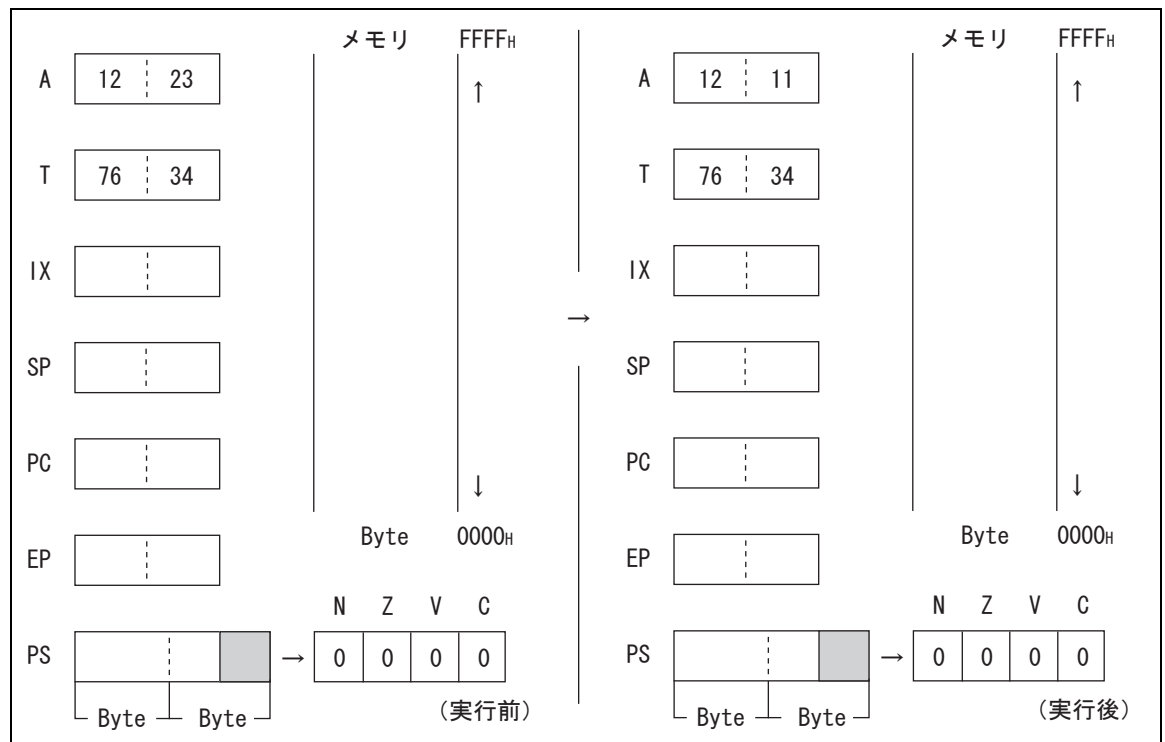 メモリ FFFFH
A 12 23
↑
T 76 34
IX
SP
PC
↓
Byte 0000H
EP
N Z V C
PS → 0 0 0 0
Byte Byte (実行前)
→
メモリ FFFFH
A 12 11
↑
T 76 34
IX
SP
PC
↓
Byte 0000H
EP
N Z V C
PS → 0 0 0 0
Byte Byte (実行後)